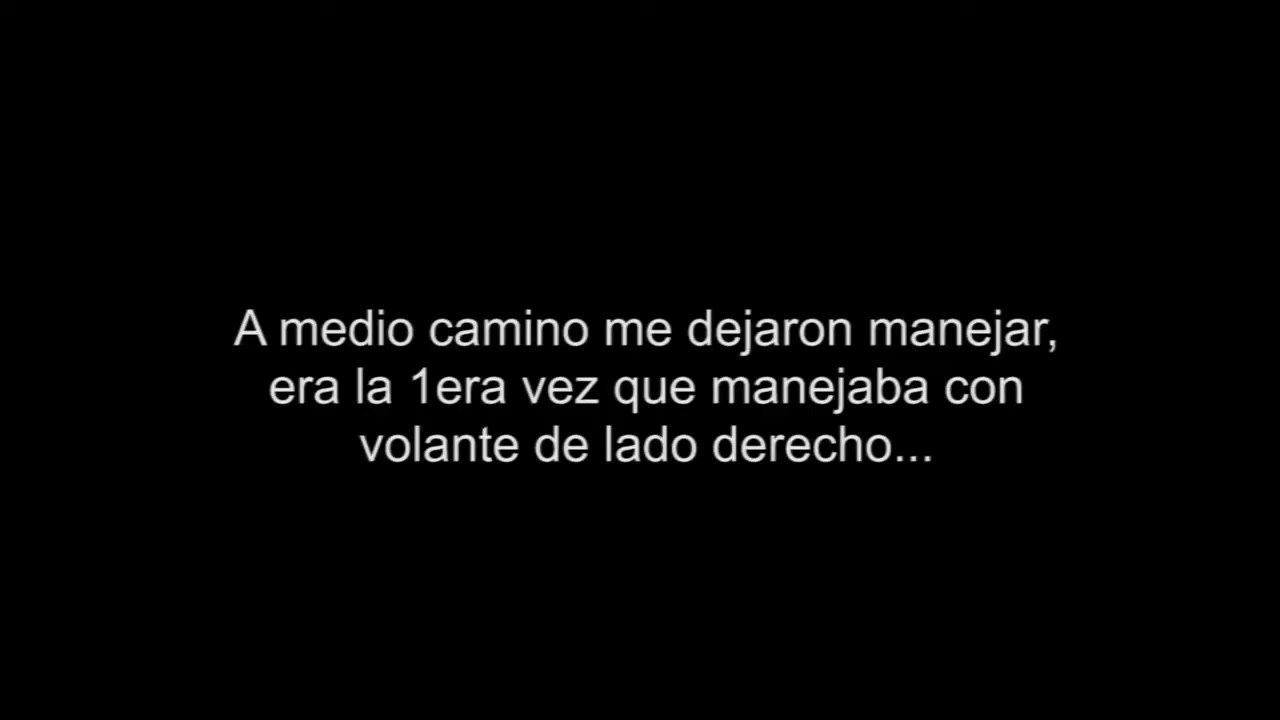 A medio camino me dejaron manejar,
era la 1era vez que manejaba con
volante de lado derecho...